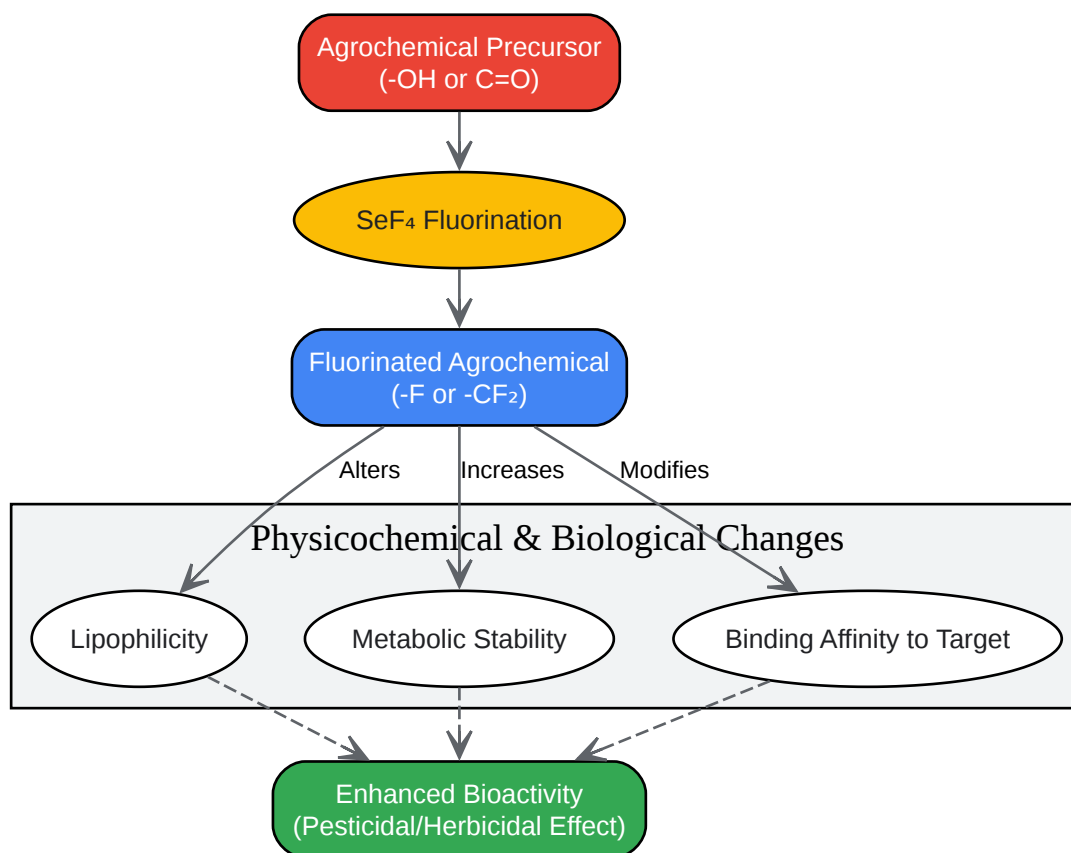 Agrochemical Precursor
(-OH or C=O)
SeF₄ Fluorination
Fluorinated Agrochemical
(-F or -CF₂)
Alters
Increases
Modifies
Physicochemical & Biological Changes
Lipophilicity
Metabolic Stability
Binding Affinity to Target
Enhanced Bioactivity
(Pesticidal/Herbicidal Effect)